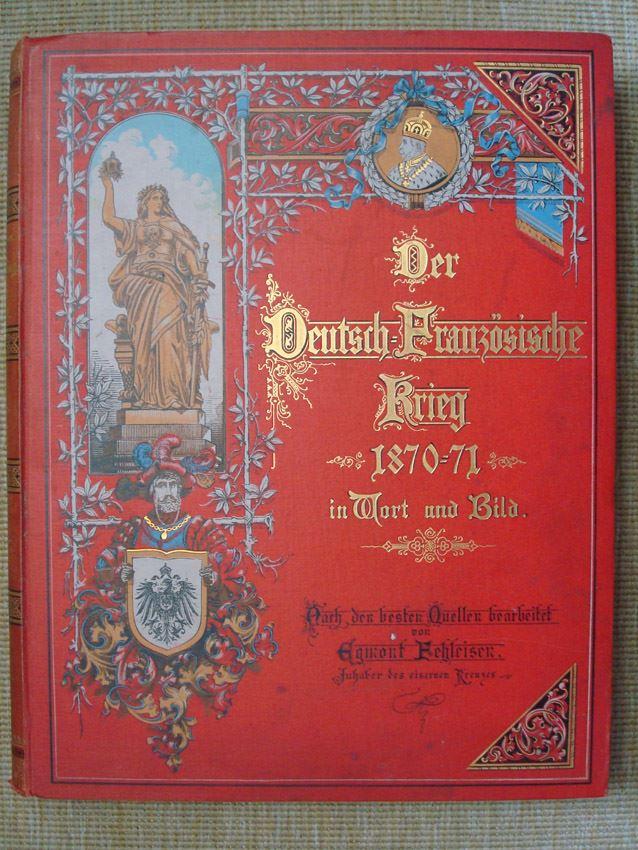 Der
Deutsch-Französische
Krieg
1870-71
in Wort und Bild.
Nach den besten Quellen bearbeitet
von
Egmont Fehleisen.
Inhaber des eisernen Kreuzes